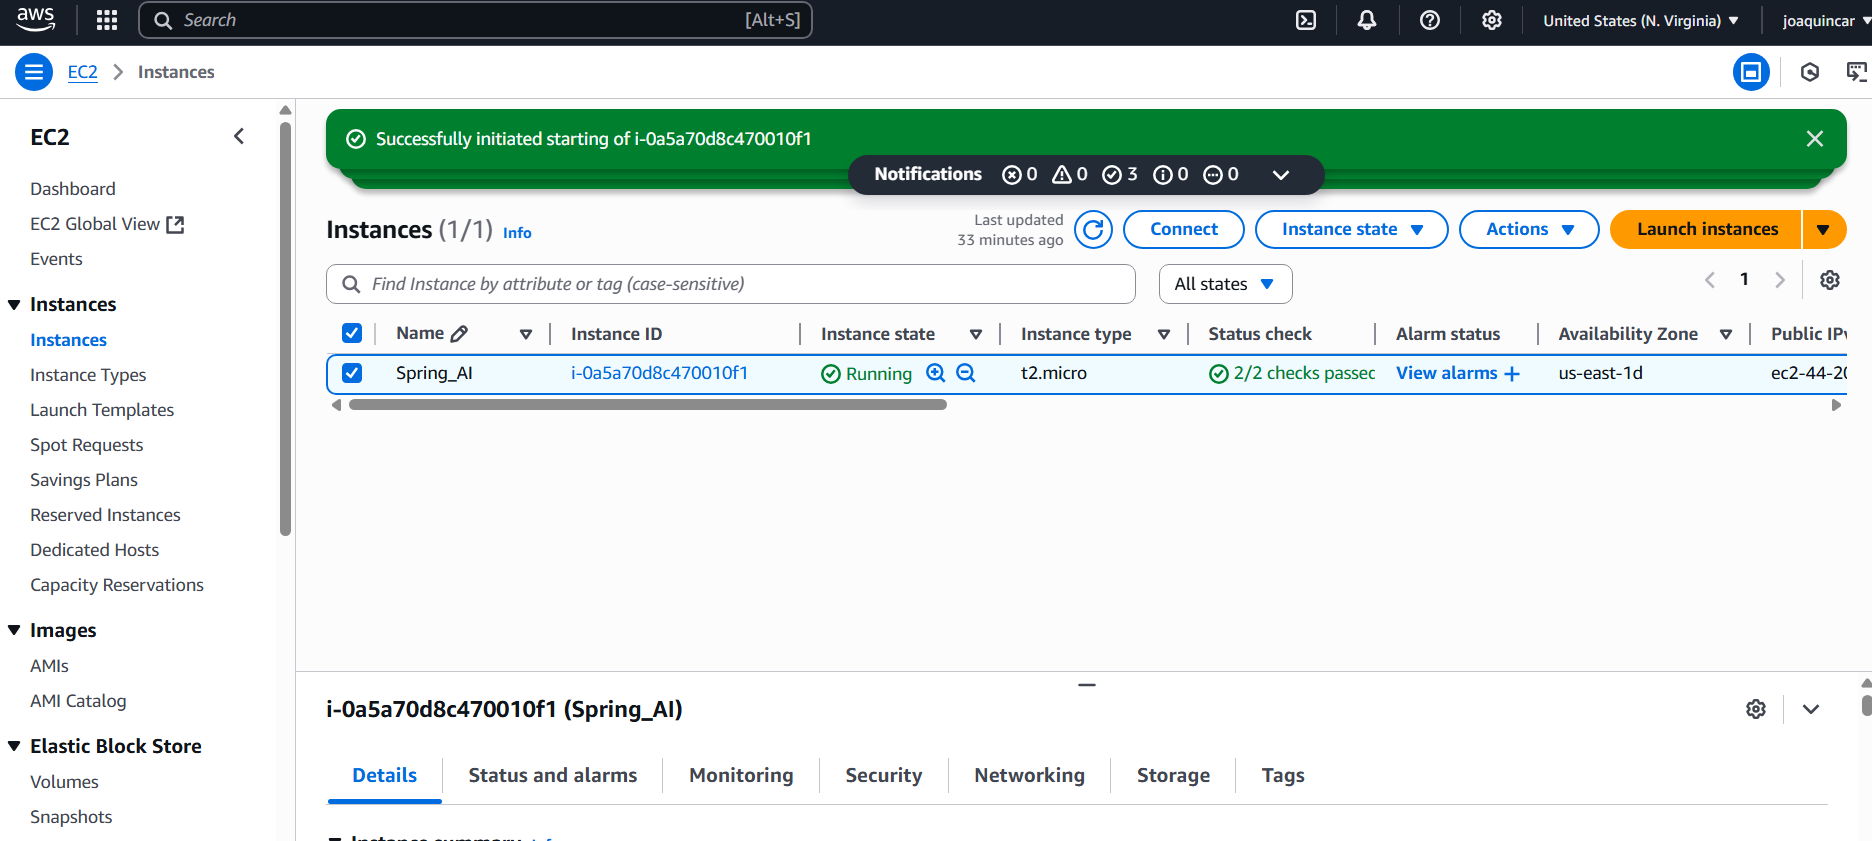 aws
Search [Alt+S]
United States (N. Virginia)
joaquincar
EC2 Instances
EC2
Dashboard
EC2 Global View
Events
Instances
Instances
Instance Types
Launch Templates
Spot Requests
Savings Plans
Reserved Instances
Dedicated Hosts
Capacity Reservations
Images
AMIs
AMI Catalog
Elastic Block Store
Volumes
Snapshots
Successfully initiated starting of i-0a5a70d8c470010f1
Notifications 0 0 3 0 0
Instances (1/1) Info
Last updated
33 minutes ago
Connect Instance state Actions Launch instances
Find Instance by attribute or tag (case-sensitive)
All states
1
Name Instance ID Instance state Instance type Status check Alarm status Availability Zone Public IPv
Spring_AI i-0a5a70d8c470010f1 Running t2.micro 2/2 checks passec View alarms + us-east-1d ec2-44-20
i-0a5a70d8c470010f1 (Spring_AI)
Details Status and alarms Monitoring Security Networking Storage Tags